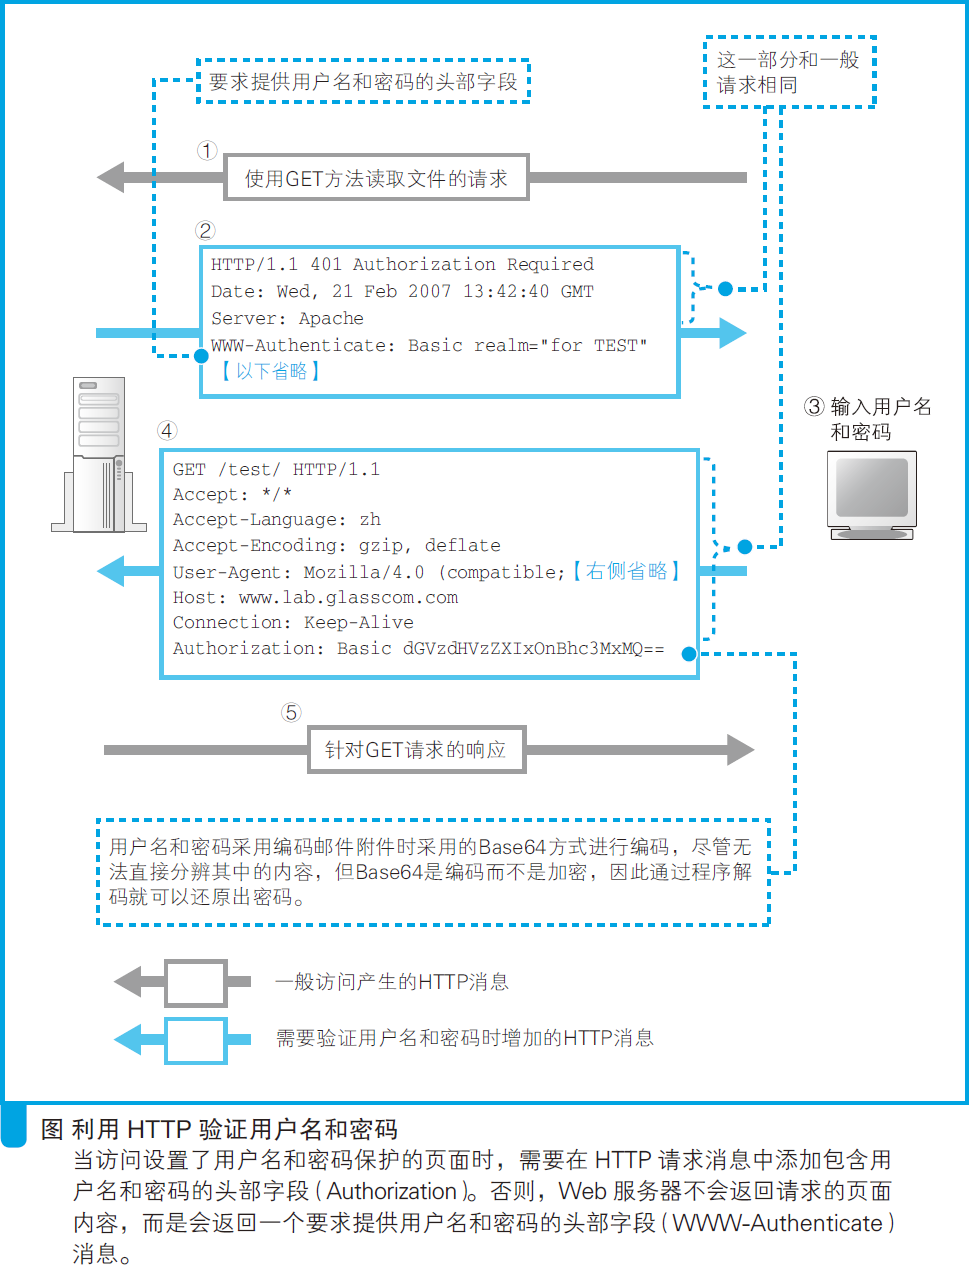 要求提供用户名和密码的头部字段
这一部分和一般
请求相同
①
使用GET方法读取文件的请求
②
HTTP/1.1 401 Authorization Required
Date: Wed, 21 Feb 2007 13:42:40 GMT
Server: Apache
WWW-Authenticate: Basic realm="for TEST"
【以下省略】
③ 输入用户名
和密码
④
GET /test/ HTTP/1.1
Accept: */*
Accept-Language: zh
Accept-Encoding: gzip, deflate
User-Agent: Mozilla/4.0 (compatible;【右侧省略】
Host: www.lab.glasscom.com
Connection: Keep-Alive
Authorization: Basic dGVzdHVzZXIxOnBhc3MxMQ==
⑤
针对GET请求的响应
用户名和密码采用编码邮件附件时采用的Base64方式进行编码，尽管无
法直接分辨其中的内容，但Base64是编码而不是加密，因此通过程序解
码就可以还原出密码。
一般访问产生的HTTP消息
需要验证用户名和密码时增加的HTTP消息
图 利用 HTTP 验证用户名和密码
当访问设置了用户名和密码保护的页面时，需要在 HTTP 请求消息中添加包含用
户名和密码的头部字段（Authorization）。否则，Web 服务器不会返回请求的页面
内容，而是会返回一个要求提供用户名和密码的头部字段（WWW-Authenticate）
消息。